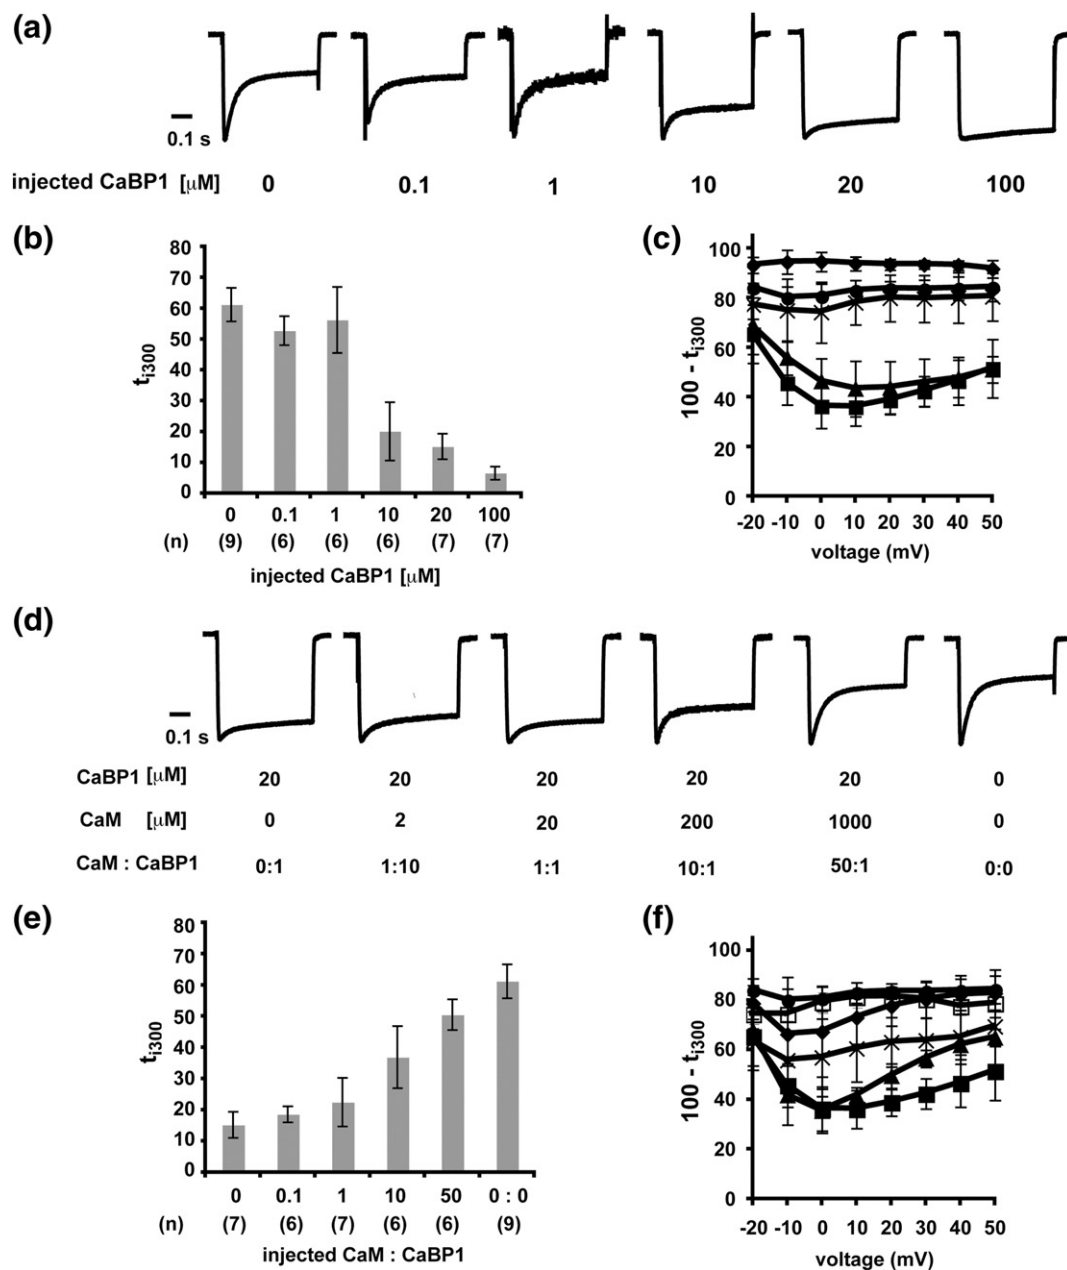 (a)
0.1 s
injected CaBP1 [μM] 0 0.1 1 10 20 100
(b)
80
70
60
50
40
30
20
10
0
t_i300
0 0.1 1 10 20 100
(n) (9) (6) (6) (6) (7) (7)
injected CaBP1 [μM]
(c)
100
80
60
40
20
0
100 - t_i300
-20 -10 0 10 20 30 40 50
voltage (mV)
(d)
0.1 s
CaBP1 [μM] 20 20 20 20 20 0
CaM [μM] 0 2 20 200 1000 0
CaM : CaBP1 0:1 1:10 1:1 10:1 50:1 0:0
(e)
80
70
60
50
40
30
20
10
0
t_i300
0 0.1 1 10 50 0 : 0
(n) (7) (6) (7) (6) (6) (9)
injected CaM : CaBP1
(f)
100
80
60
40
20
0
100 - t_i300
-20 -10 0 10 20 30 40 50
voltage (mV)